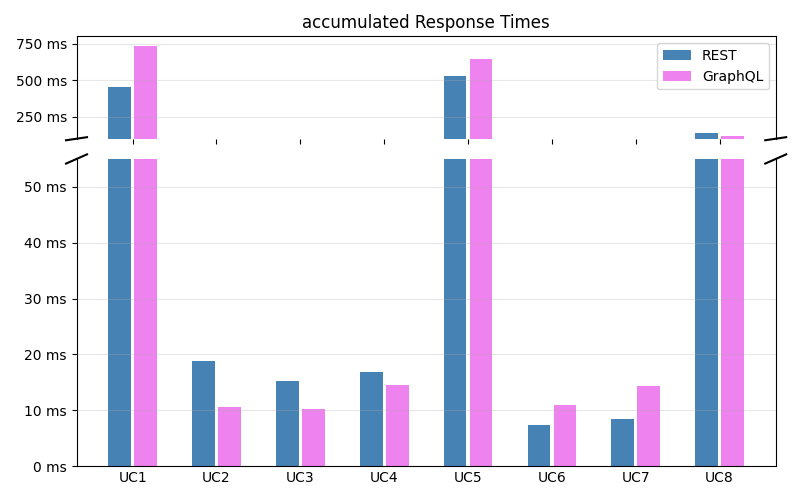 accumulated Response Times
750 ms
500 ms
250 ms
REST
GraphQL
50 ms
40 ms
30 ms
20 ms
10 ms
0 ms
UC1 UC2 UC3 UC4 UC5 UC6 UC7 UC8